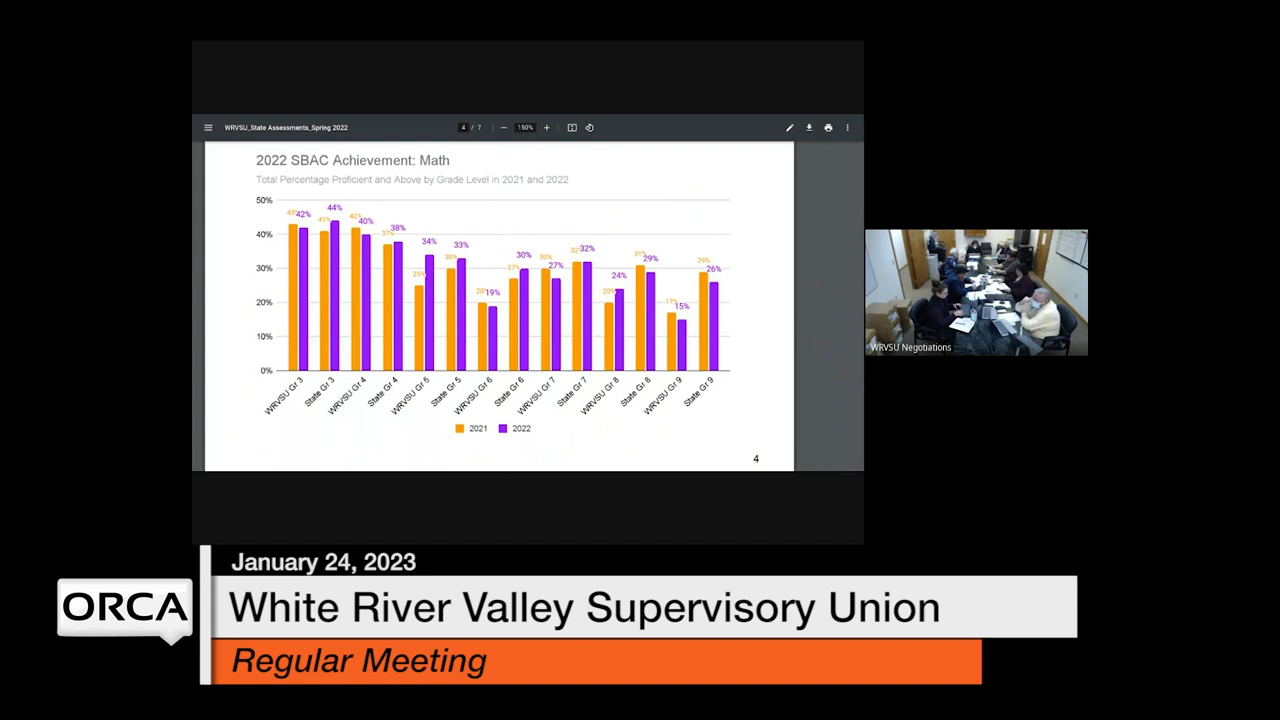 WRVSU_State Assessments_Spring 2022
4 / 7
150%
2022 SBAC Achievement: Math
Total Percentage Proficient and Above by Grade Level in 2021 and 2022
50%
40%
30%
20%
10%
0%
43% 42% 41% 44% 42% 40% 37% 38% 25% 34% 30% 33% 20% 19% 27% 30% 30% 27% 32% 32% 20% 24% 31% 29% 17% 15% 29% 26%
WRVSU Gr 3
State Gr 3
WRVSU Gr 4
State Gr 4
WRVSU Gr 5
State Gr 5
WRVSU Gr 6
State Gr 6
WRVSU Gr 7
State Gr 7
WRVSU Gr 8
State Gr 8
WRVSU Gr 9
State Gr 9
2021 2022
4
WRVSU Negotiations
January 24, 2023
ORCA
White River Valley Supervisory Union
Regular Meeting